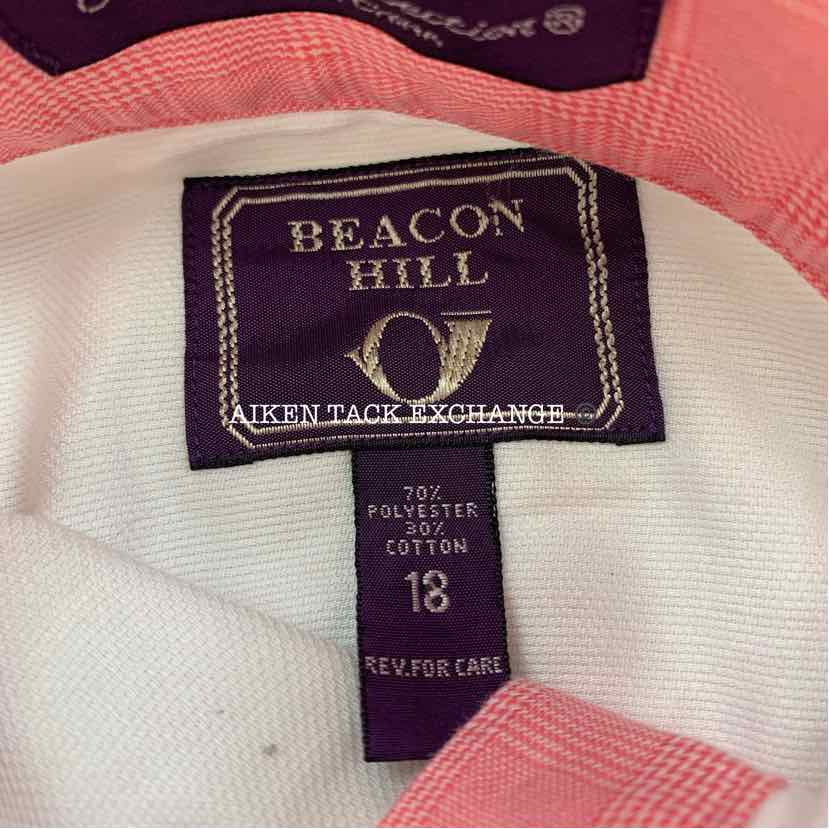 BEACON
HILL
AIKEN TACK EXCHANGE ©
70%
POLYESTER
30%
COTTON
18
REV.FOR CARE